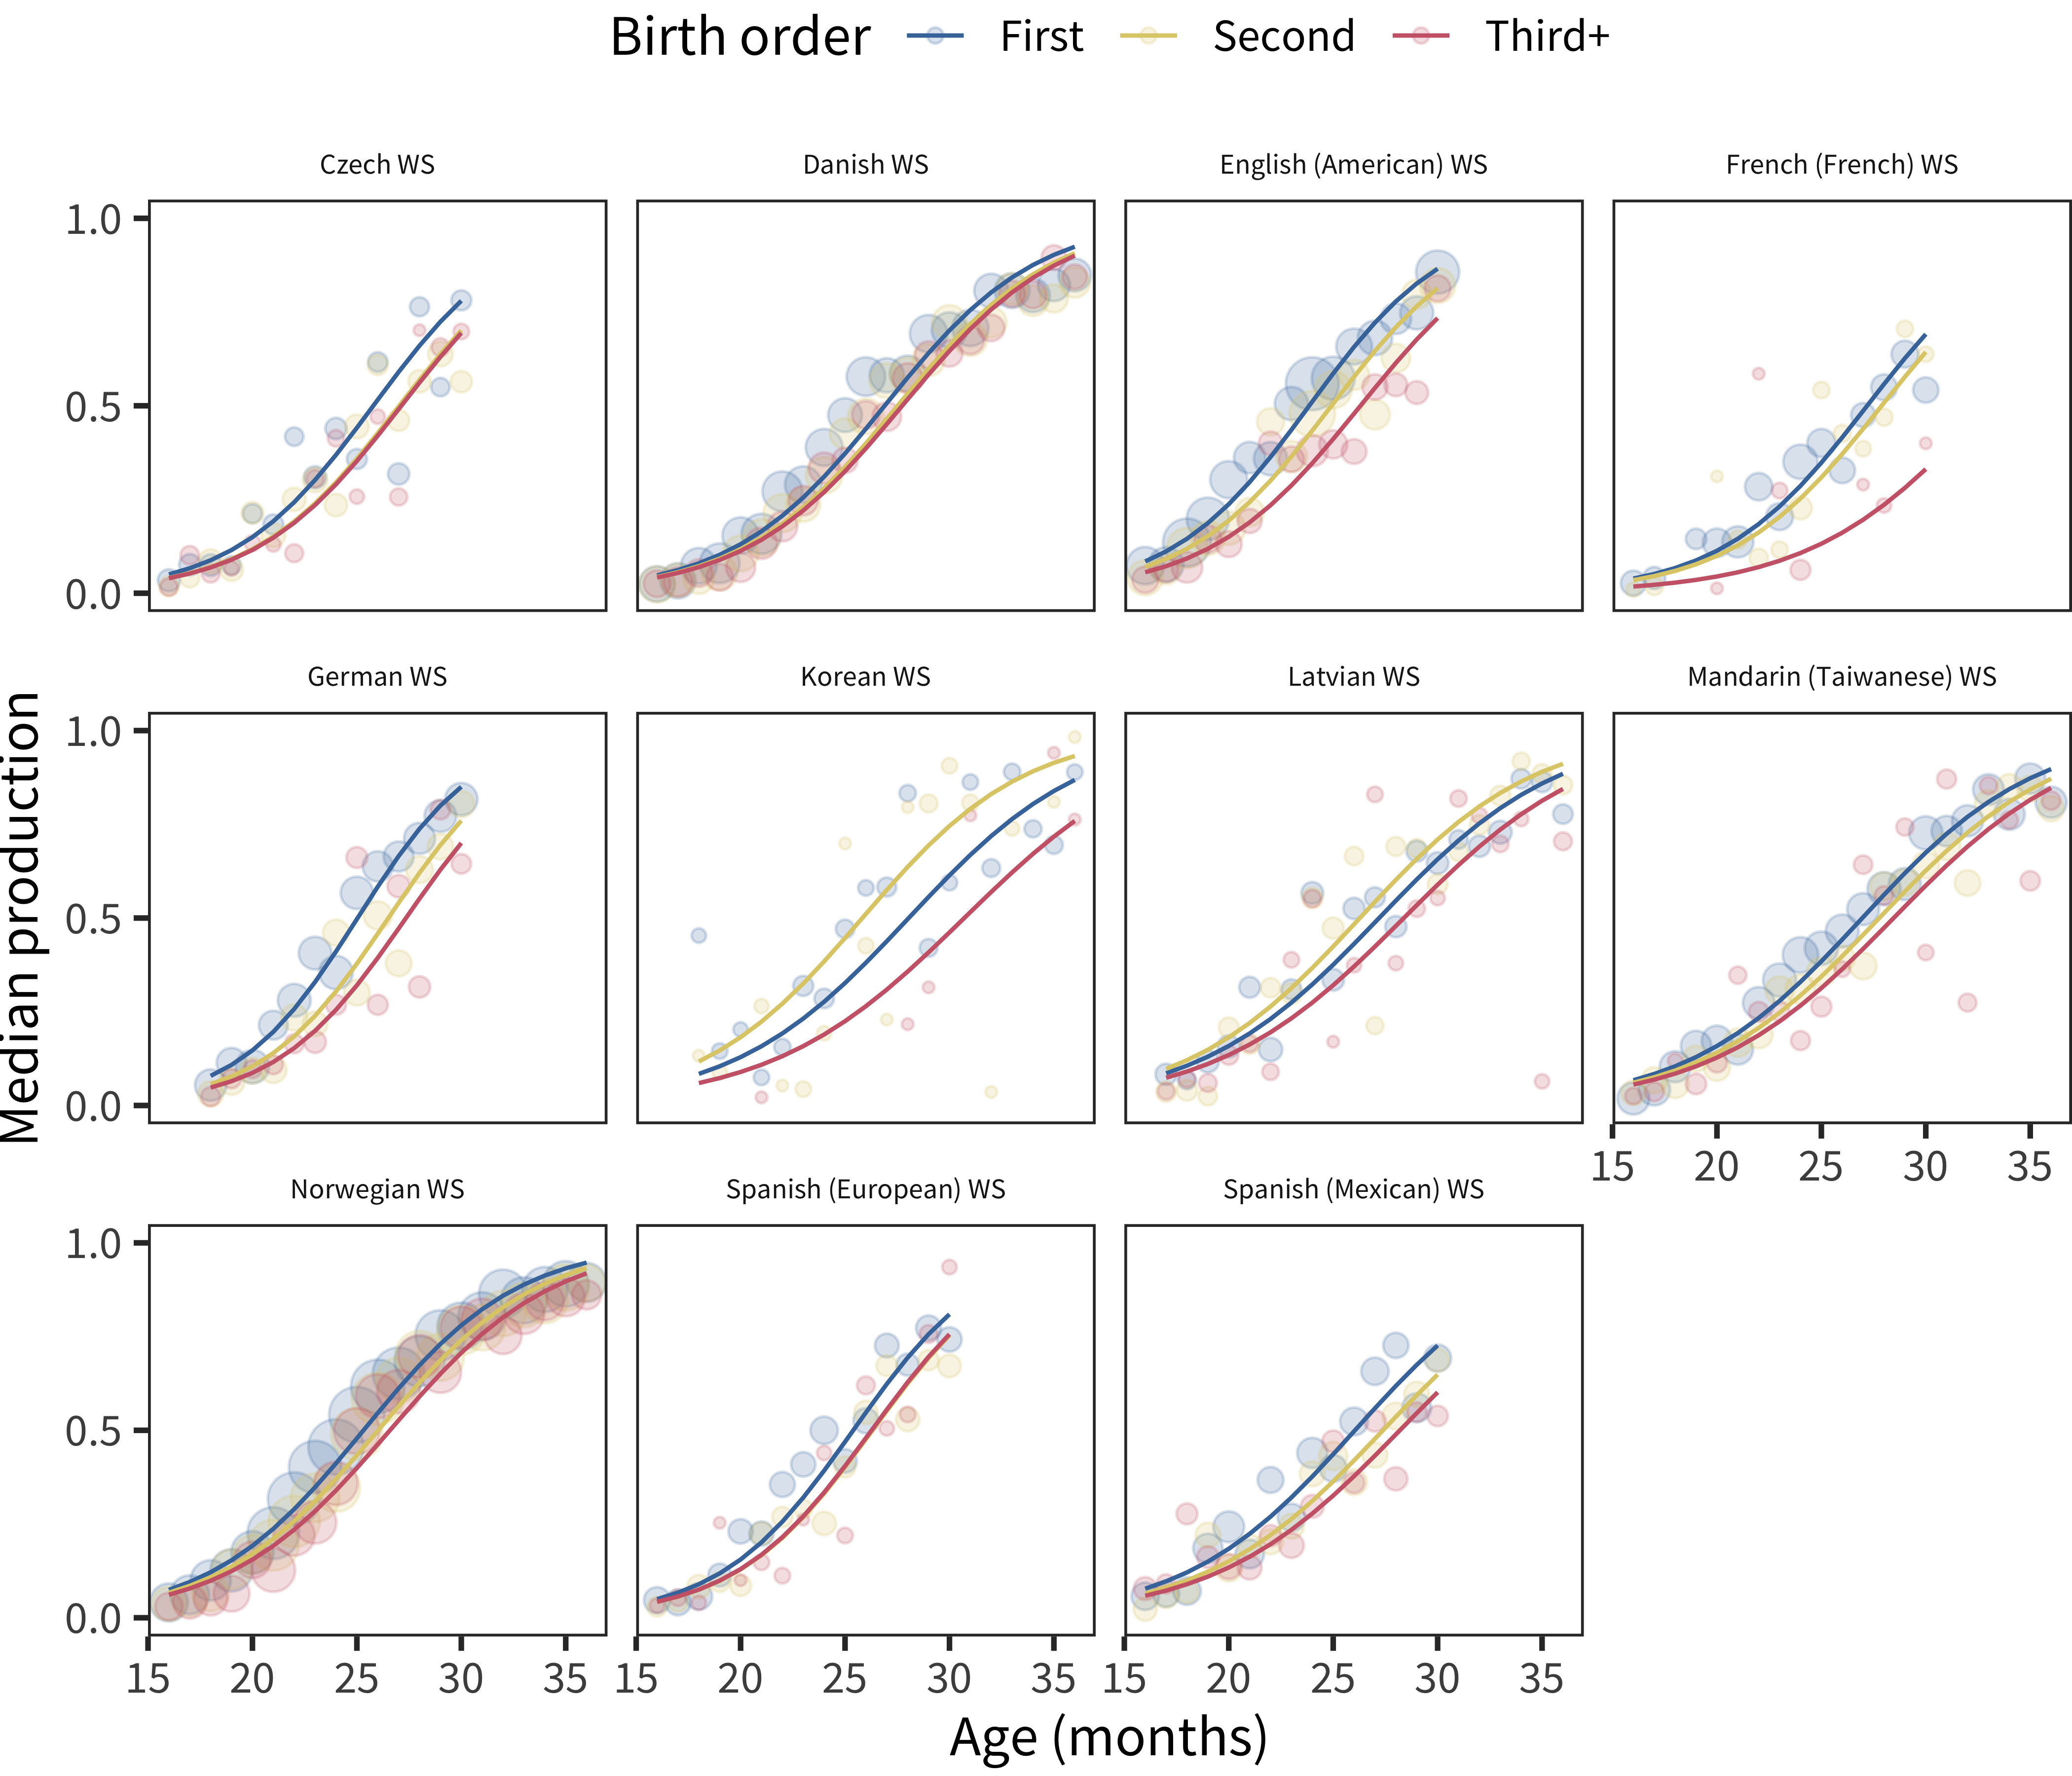 Birth order First Second Third+
Czech WS Danish WS English (American) WS French (French) WS
1.0
0.5
0.0
German WS Korean WS Latvian WS Mandarin (Taiwanese) WS
1.0
0.5
0.0
15 20 25 30 35
Median production
Norwegian WS Spanish (European) WS Spanish (Mexican) WS
1.0
0.5
0.0
15 20 25 30 35 15 20 25 30 35 15 20 25 30 35
Age (months)